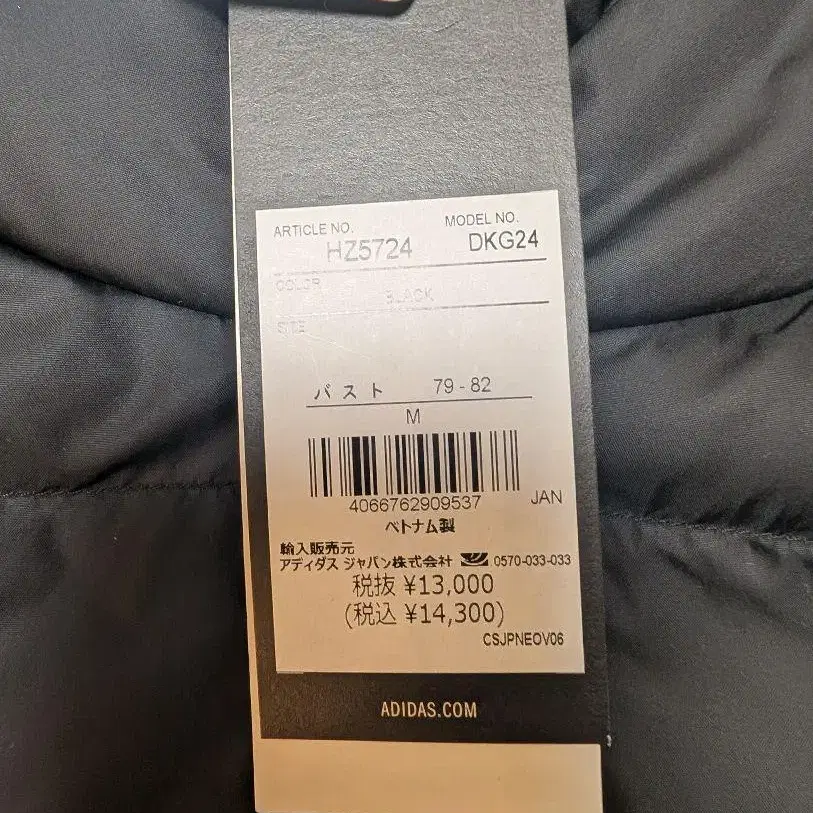 ARTICLE NO. MODEL NO.
HZ5724 DKG24
COLOR
BLACK
SIZE
バスト 79-82
M
4066762909537 JAN
ベトナム製
輸入販売元
アディダス ジャパン株式会社 0570-033-033
税抜 ¥13,000
(税込 ¥14,300)
CSJPNEOV06
ADIDAS.COM